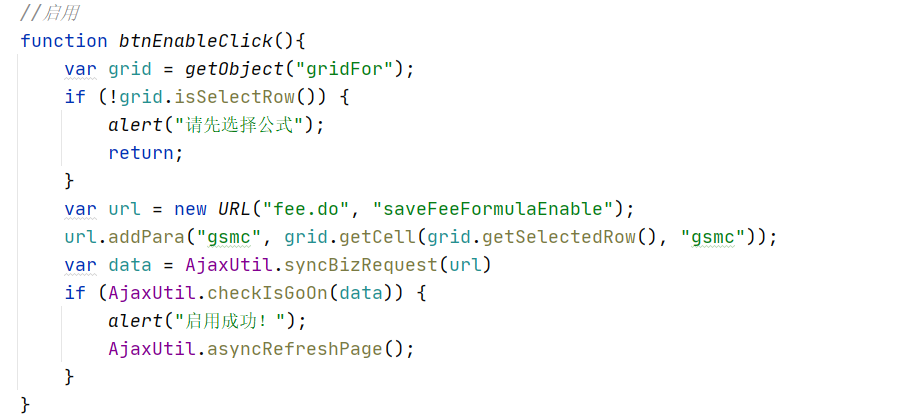 //启用
function btnEnableClick(){
    var grid = getObject("gridFor");
    if (!grid.isSelectRow()) {
        alert("请先选择公式");
        return;
    }
    var url = new URL("fee.do", "saveFeeFormulaEnable");
    url.addPara("gsmc", grid.getCell(grid.getSelectedRow(), "gsmc"));
    var data = AjaxUtil.syncBizRequest(url)
    if (AjaxUtil.checkIsGoOn(data)) {
        alert("启用成功！");
        AjaxUtil.asyncRefreshPage();
    }
}